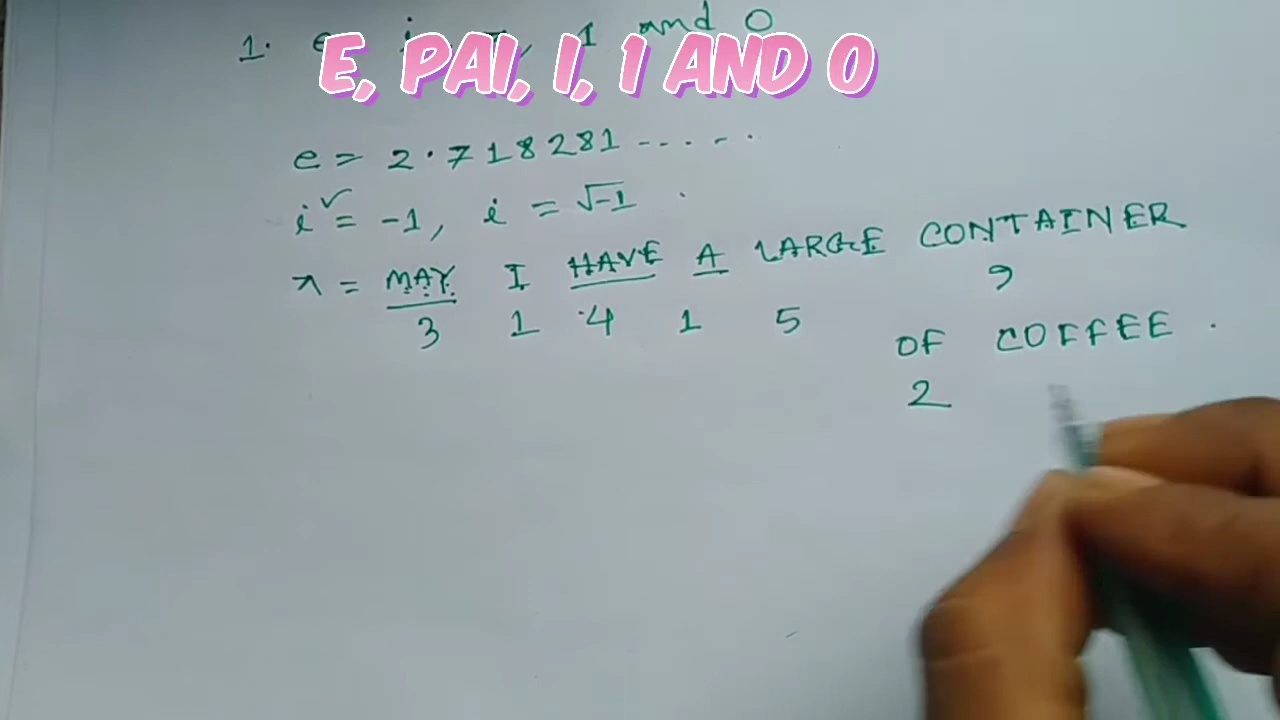 1. e, i, π, 1 and 0
E, PAI, I, 1 AND 0
e = 2.718281......
i² = -1, i = √-1 .
π = MAY I HAVE A LARGE CONTAINER
3 1 4 1 5 9
OF COFFEE .
2